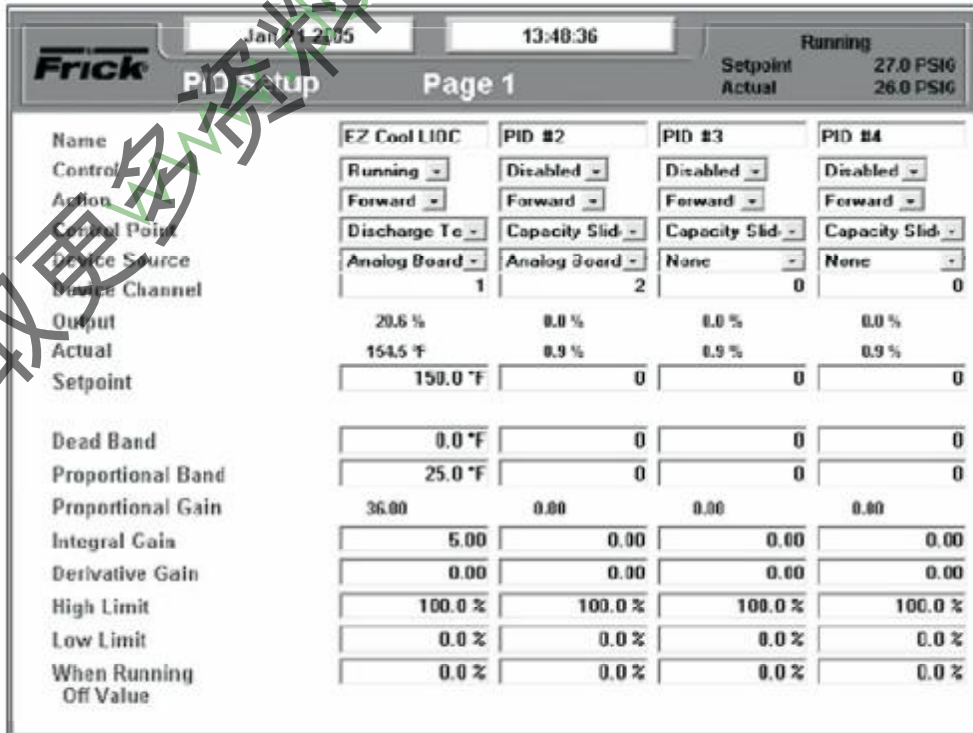 Jan 21 2005 13:48:36 Running
Frick Setpoint 27.0 PSIG
PID Setup Page 1 Actual 26.0 PSIG
Name EZ Cool LIOC PID #2 PID #3 PID #4
Control Running Disabled Disabled Disabled
Action Forward Forward Forward Forward
Control Point Discharge Te Capacity Slid Capacity Slid Capacity Slid
Device Source Analog Board Analog Board None None
Device Channel 1 2 0 0
Output 20.6 % 0.0 % 0.0 % 0.0 %
Actual 154.5 °F 0.9 % 0.9 % 0.9 %
Setpoint 150.0 °F 0 0 0
Dead Band 0.0 °F 0 0 0
Proportional Band 25.0 °F 0 0 0
Proportional Gain 36.00 0.00 0.00 0.00
Integral Gain 5.00 0.00 0.00 0.00
Derivative Gain 0.00 0.00 0.00 0.00
High Limit 100.0 % 100.0 % 100.0 % 100.0 %
Low Limit 0.0 % 0.0 % 0.0 % 0.0 %
When Running 0.0 % 0.0 % 0.0 % 0.0 %
Off Value
取更多资料